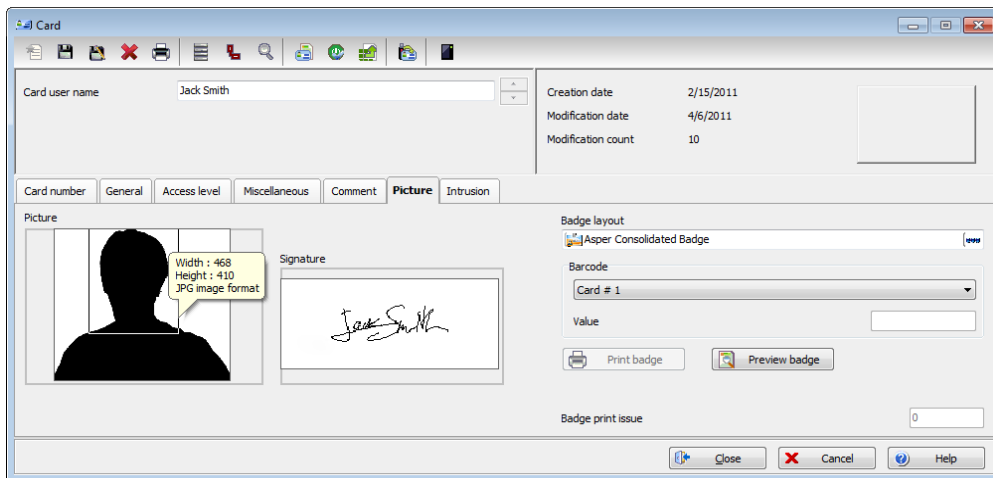 Card
Card user name
Jack Smith
Creation date 2/15/2011
Modification date 4/6/2011
Modification count 10
Card number General Access level Miscellaneous Comment Picture Intrusion
Picture
Width : 468
Height : 410
JPG image format
Signature
Jack Smith
Badge layout
Asper Consolidated Badge
Barcode
Card # 1
Value
Print badge Preview badge
Badge print issue 0
Close Cancel Help